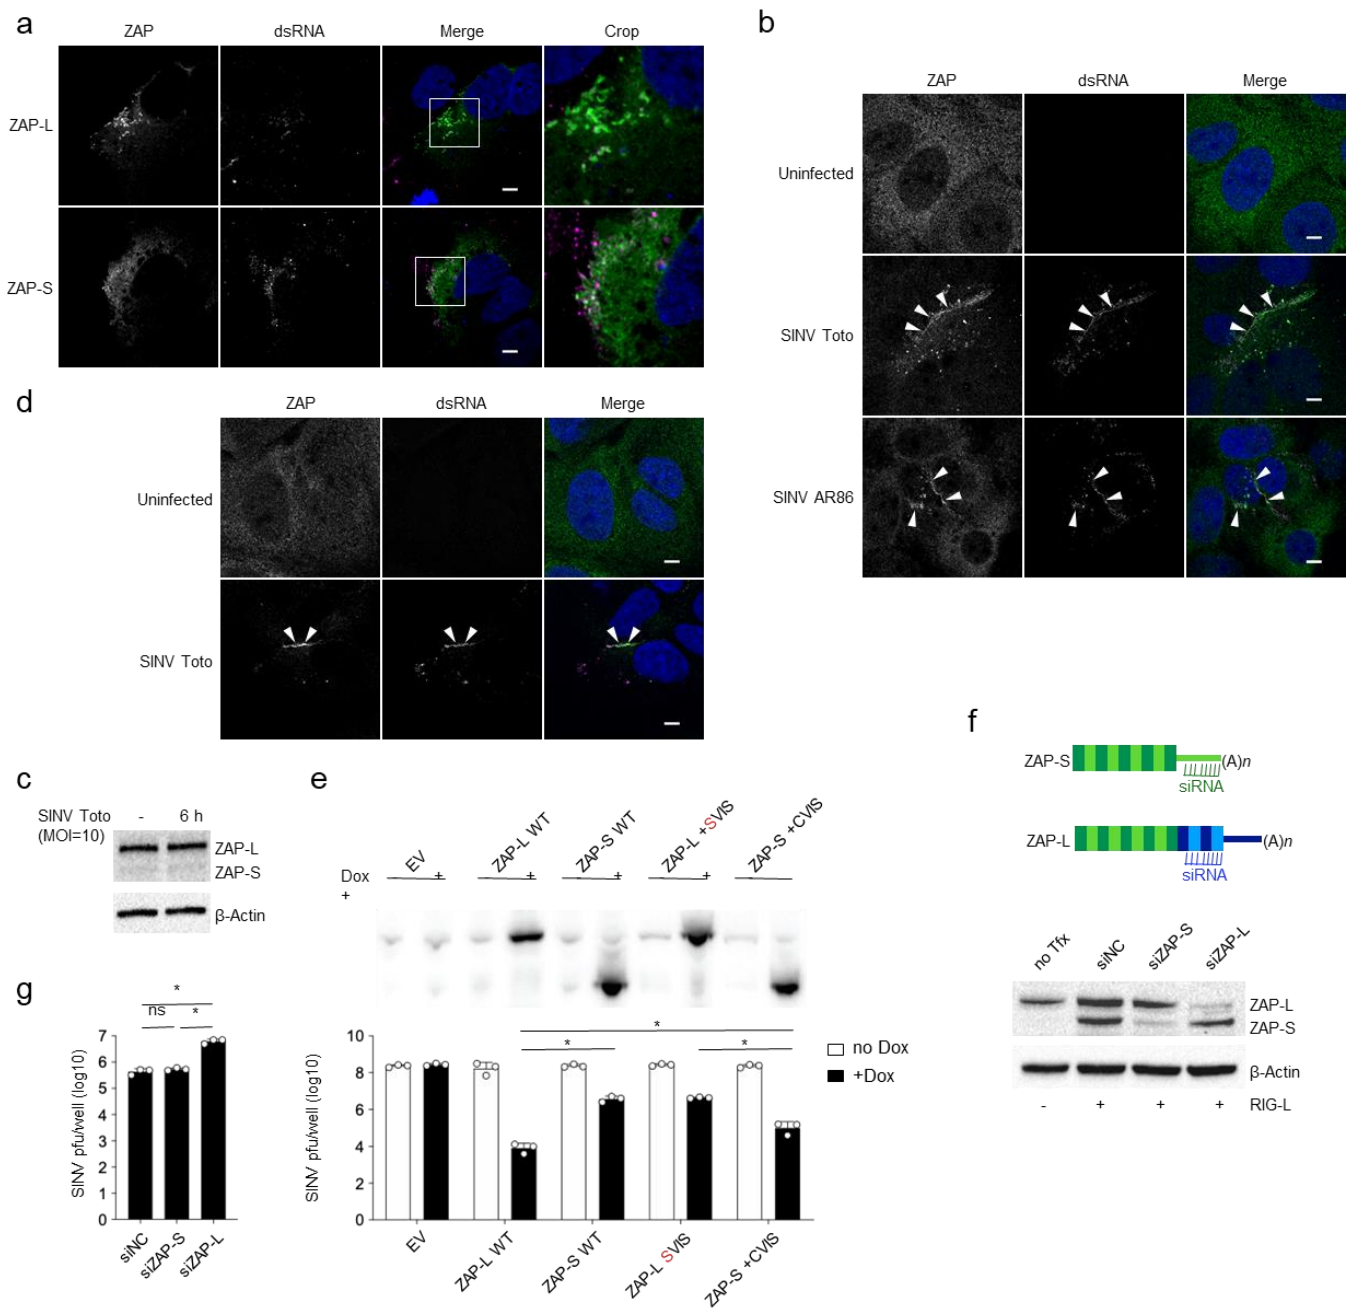 a
ZAP dsRNA Merge Crop
ZAP-L
ZAP-S
b
ZAP dsRNA Merge
Uninfected
SINV Toto
SINV AR86
d
ZAP dsRNA Merge
Uninfected
SINV Toto
c
SINV Toto - 6 h
(MOI=10)
ZAP-L
ZAP-S
β-Actin
e
EV ZAP-L WT ZAP-S WT ZAP-L +SVIS ZAP-S +CVIS
Dox - + - + - + - + -
+
SINV pfu/well (log10)
10
8
6
4
2
0
* * * 
no Dox
+Dox
EV ZAP-L WT ZAP-S WT ZAP-L SVIS ZAP-S +CVIS
f
ZAP-S (A)n
siRNA
ZAP-L (A)n
siRNA
no Tfx siNC siZAP-S siZAP-L
ZAP-L
ZAP-S
β-Actin
- + + + RIG-L
g
*
ns *
SINV pfu/well (log10)
7
6
5
4
3
2
1
0
siNC siZAP-S siZAP-L